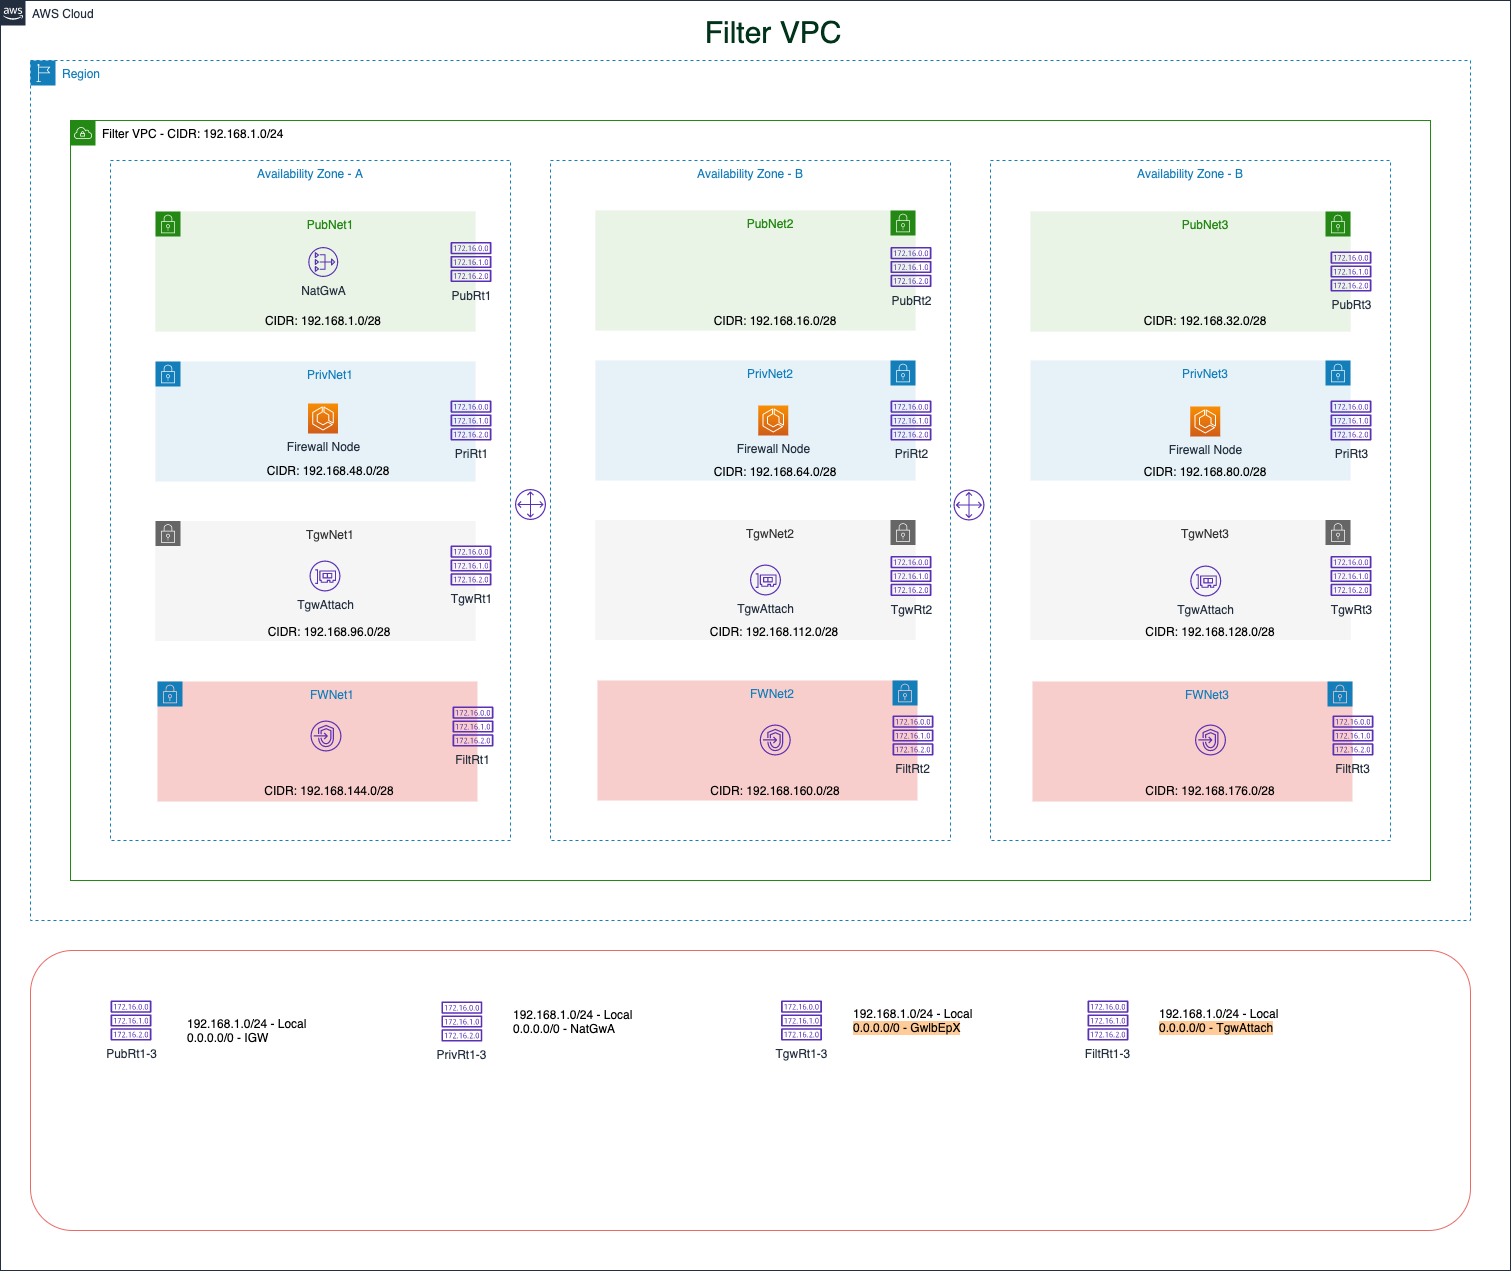 aws
AWS Cloud
Filter VPC
Region
Filter VPC - CIDR: 192.168.1.0/24
Availability Zone - A
PubNet1
NatGwA
172.16.0.0
172.16.1.0
172.16.2.0
PubRt1
CIDR: 192.168.1.0/28
PrivNet1
Firewall Node
172.16.0.0
172.16.1.0
172.16.2.0
PriRt1
CIDR: 192.168.48.0/28
TgwNet1
TgwAttach
172.16.0.0
172.16.1.0
172.16.2.0
TgwRt1
CIDR: 192.168.96.0/28
FWNet1
172.16.0.0
172.16.1.0
172.16.2.0
FiltRt1
CIDR: 192.168.144.0/28
Availability Zone - B
PubNet2
172.16.0.0
172.16.1.0
172.16.2.0
PubRt2
CIDR: 192.168.16.0/28
PrivNet2
Firewall Node
172.16.0.0
172.16.1.0
172.16.2.0
PriRt2
CIDR: 192.168.64.0/28
TgwNet2
TgwAttach
172.16.0.0
172.16.1.0
172.16.2.0
TgwRt2
CIDR: 192.168.112.0/28
FWNet2
172.16.0.0
172.16.1.0
172.16.2.0
FiltRt2
CIDR: 192.168.160.0/28
Availability Zone - B
PubNet3
172.16.0.0
172.16.1.0
172.16.2.0
PubRt3
CIDR: 192.168.32.0/28
PrivNet3
Firewall Node
172.16.0.0
172.16.1.0
172.16.2.0
PriRt3
CIDR: 192.168.80.0/28
TgwNet3
TgwAttach
172.16.0.0
172.16.1.0
172.16.2.0
TgwRt3
CIDR: 192.168.128.0/28
FWNet3
172.16.0.0
172.16.1.0
172.16.2.0
FiltRt3
CIDR: 192.168.176.0/28
172.16.0.0
172.16.1.0
172.16.2.0
PubRt1-3
192.168.1.0/24 - Local
0.0.0.0/0 - IGW
172.16.0.0
172.16.1.0
172.16.2.0
PrivRt1-3
192.168.1.0/24 - Local
0.0.0.0/0 - NatGwA
172.16.0.0
172.16.1.0
172.16.2.0
TgwRt1-3
192.168.1.0/24 - Local
0.0.0.0/0 - GwlbEpX
172.16.0.0
172.16.1.0
172.16.2.0
FiltRt1-3
192.168.1.0/24 - Local
0.0.0.0/0 - TgwAttach